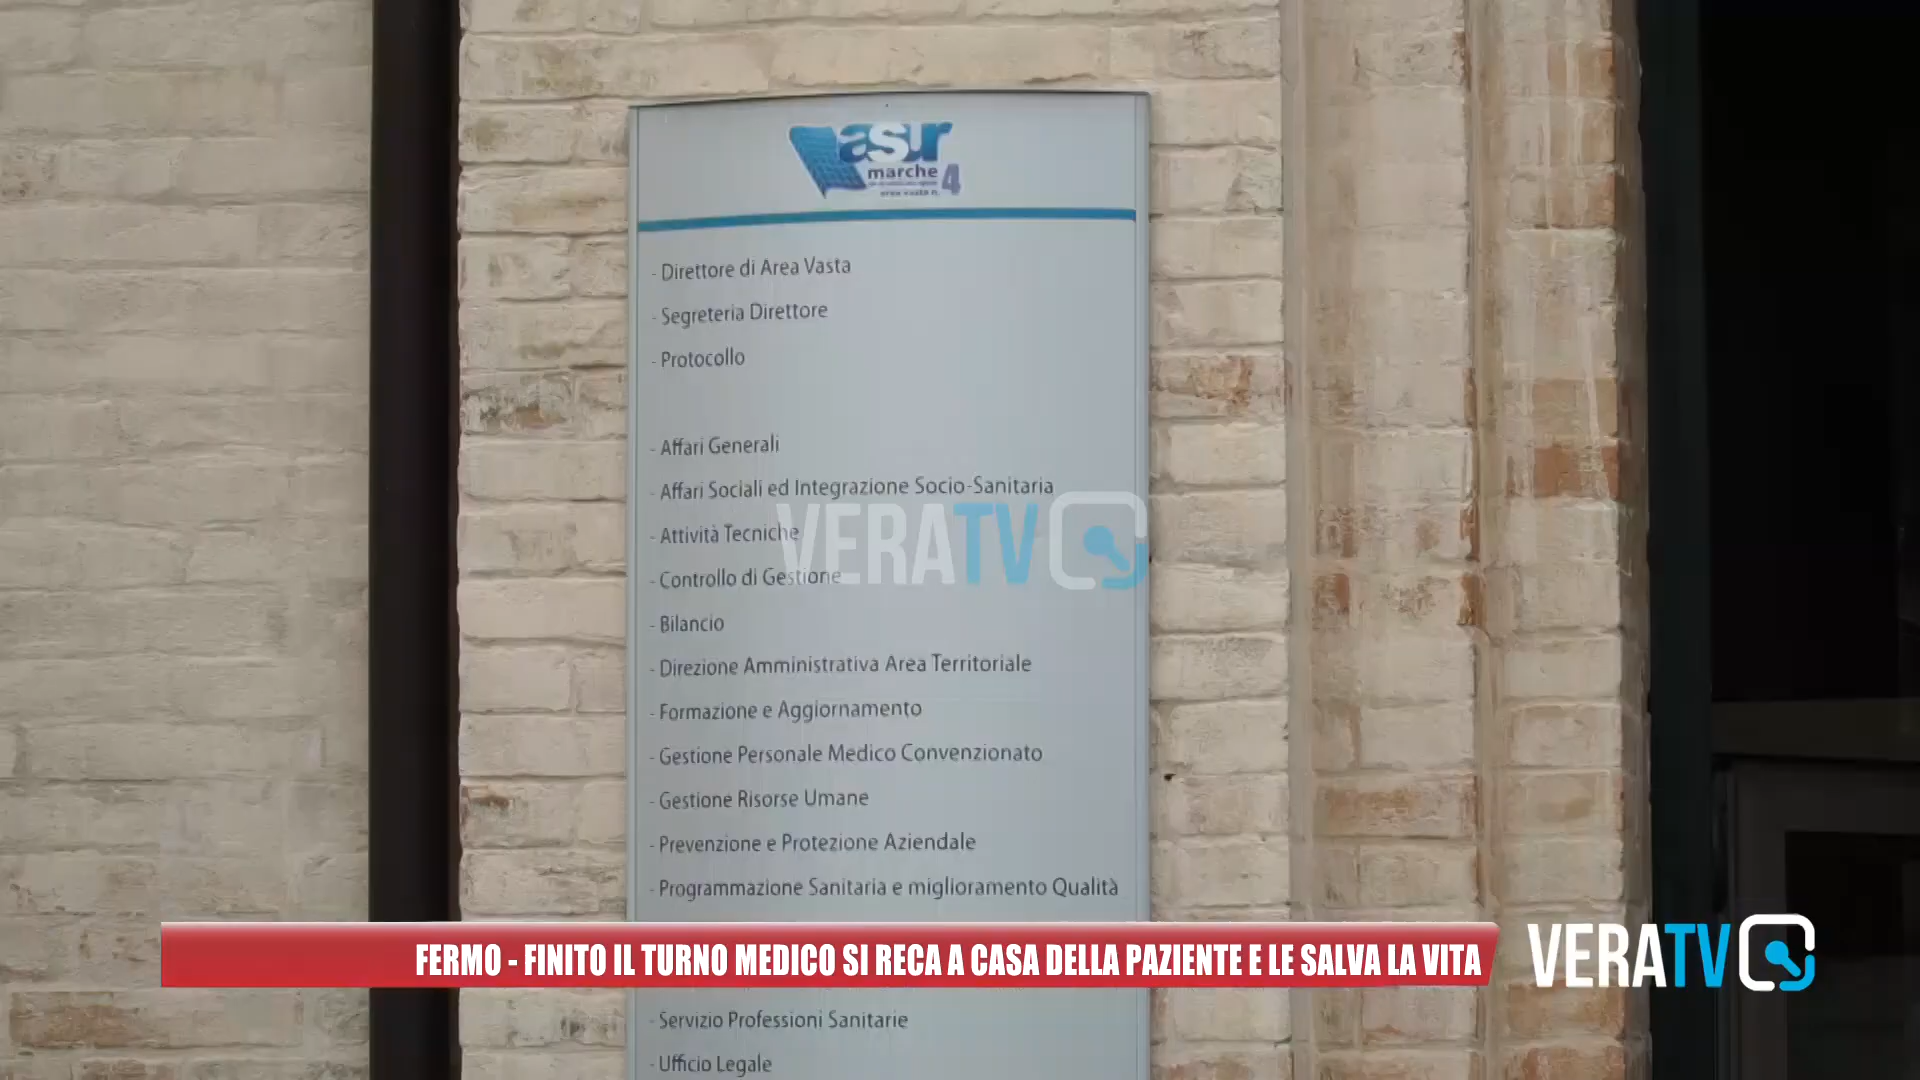 asur
marche
area vasta n. 4
- Direttore di Area Vasta
- Segreteria Direttore
- Protocollo
- Affari Generali
- Affari Sociali ed Integrazione Socio-Sanitaria
- Attività Tecniche
- Controllo di Gestione
VERATV
- Bilancio
- Direzione Amministrativa Area Territoriale
- Formazione e Aggiornamento
- Gestione Personale Medico Convenzionato
- Gestione Risorse Umane
- Prevenzione e Protezione Aziendale
- Programmazione Sanitaria e miglioramento Qualità
FERMO - FINITO IL TURNO MEDICO SI RECA A CASA DELLA PAZIENTE E LE SALVA LA VITA
VERATV
- Servizio Professioni Sanitarie
- Ufficio Legale